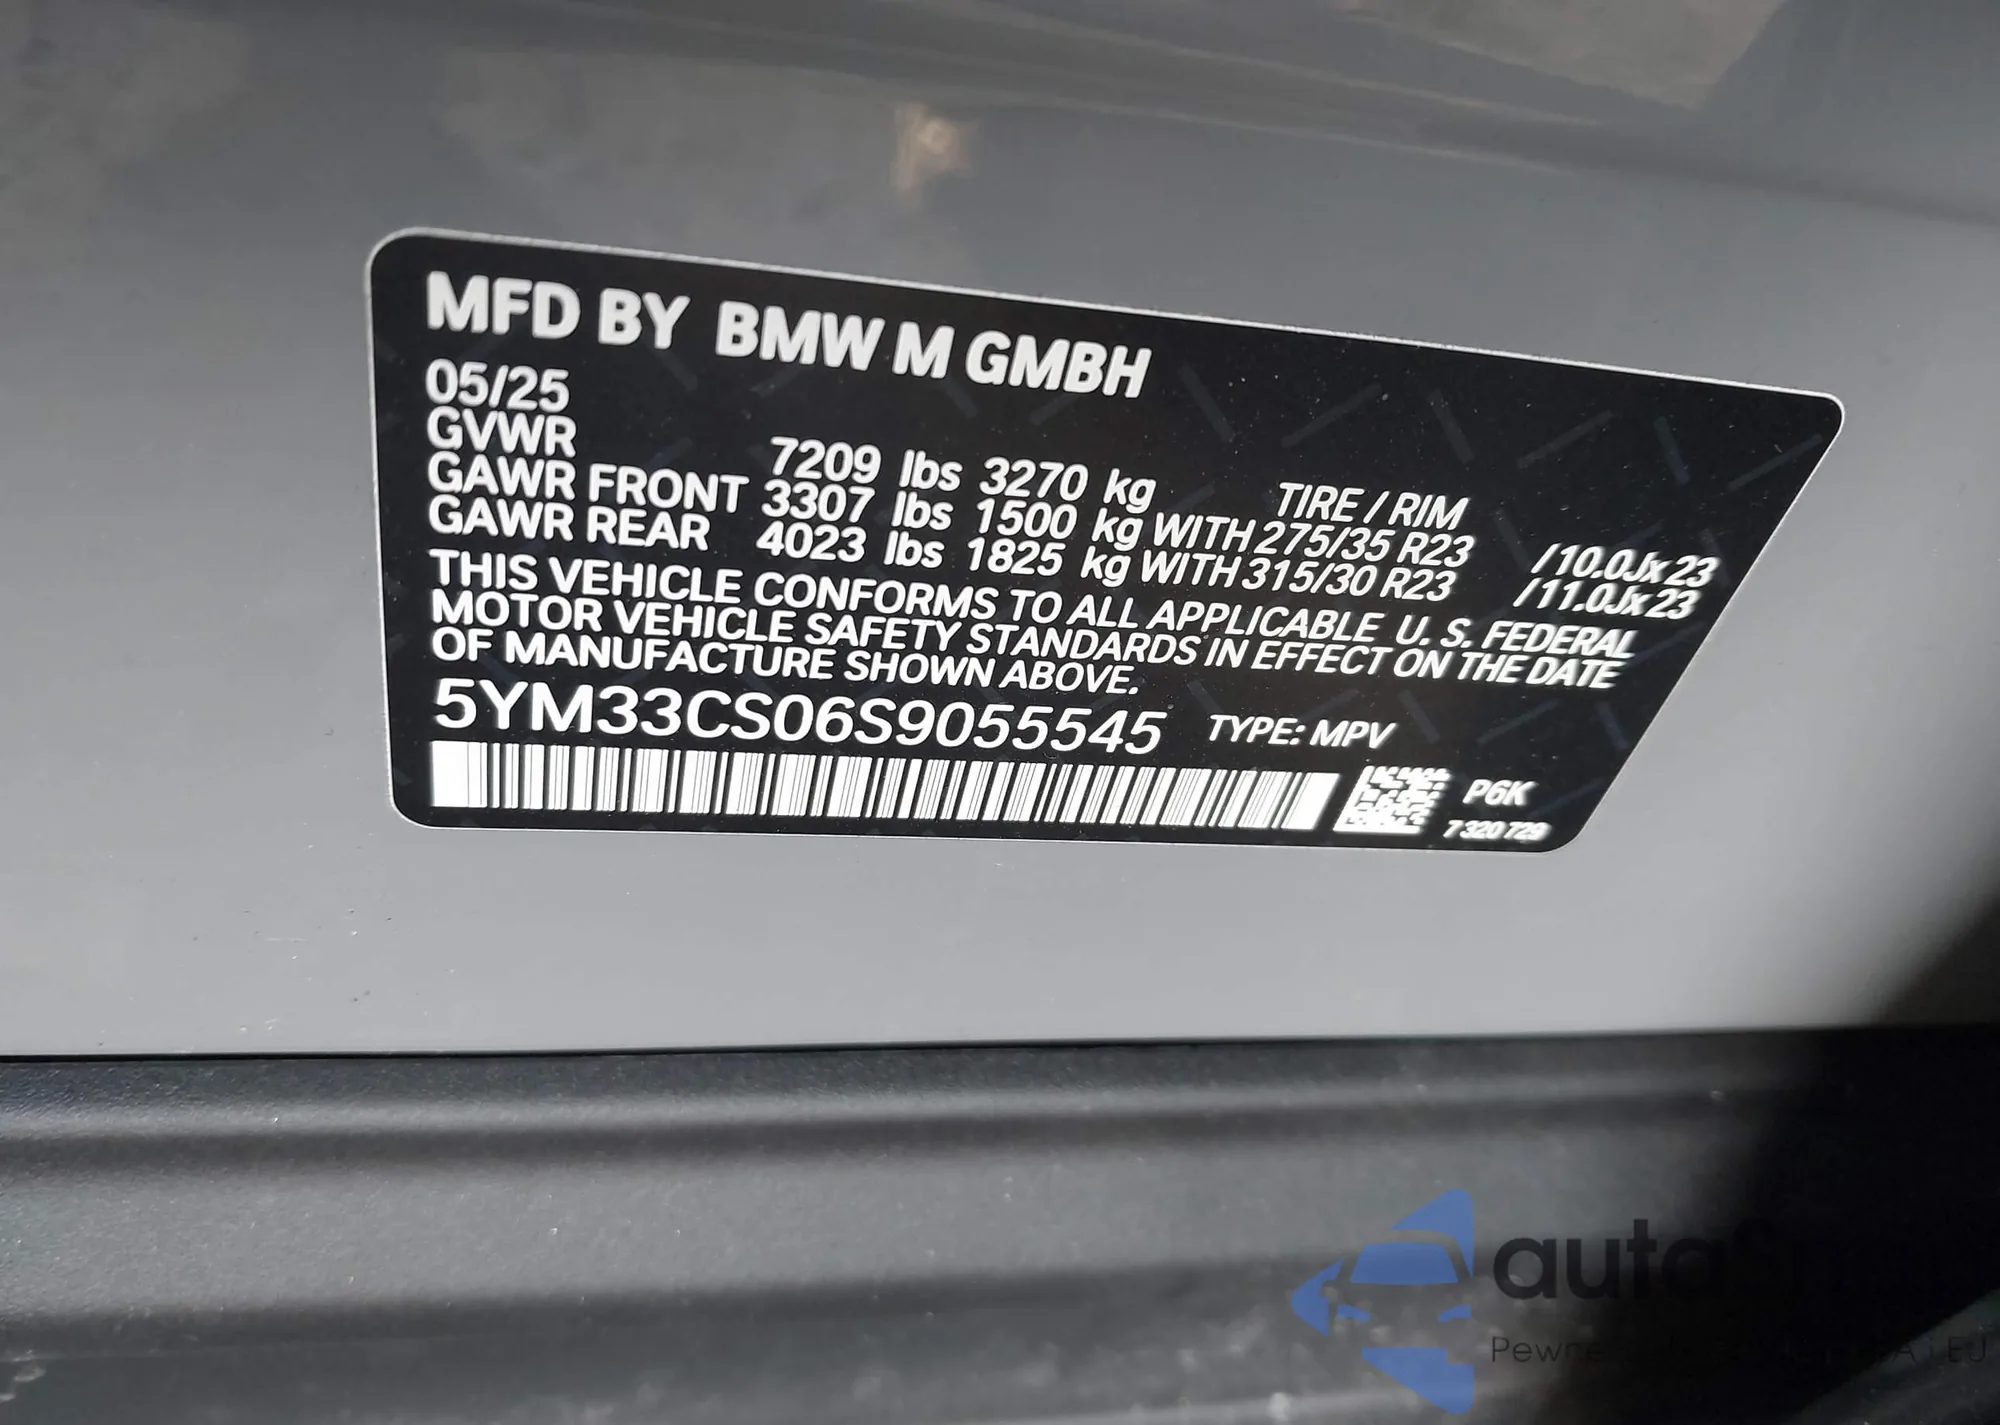 MFD BY BMW M GMBH
05/25
GVWR 7209 lbs 3270 kg TIRE / RIM
GAWR FRONT 3307 lbs 1500 kg WITH 275/35 R23 /10.0Jx23
GAWR REAR 4023 lbs 1825 kg WITH 315/30 R23 /11.0Jx23
THIS VEHICLE CONFORMS TO ALL APPLICABLE U. S. FEDERAL
MOTOR VEHICLE SAFETY STANDARDS IN EFFECT ON THE DATE
OF MANUFACTURE SHOWN ABOVE.
5YM33CS06S9055545 TYPE: MPV
P6K
7 320 729